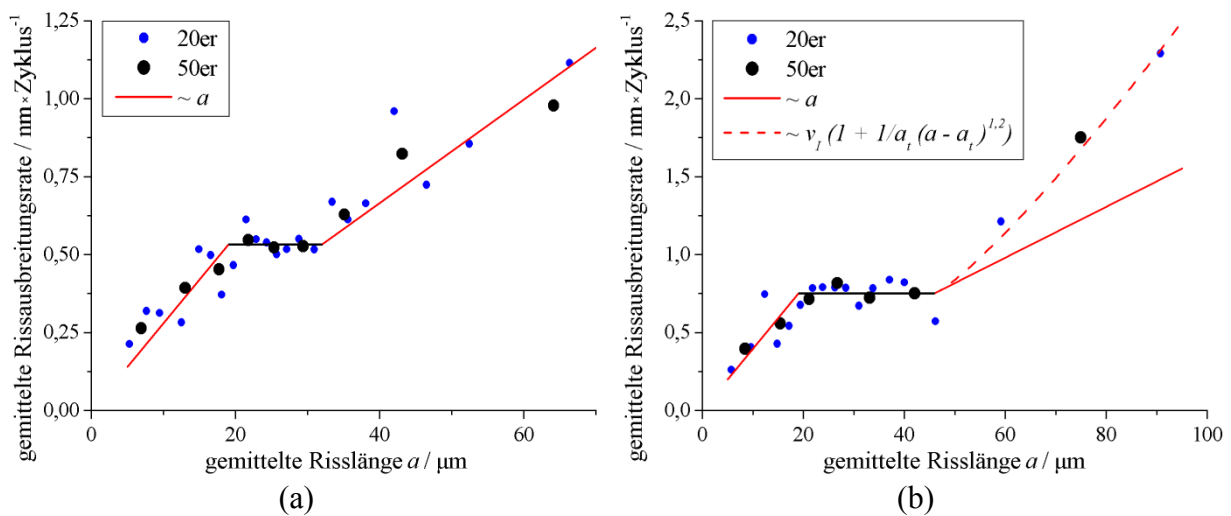 gemittelte Rissausbreitungsrate / nm × Zyklus⁻¹
1,25
1,00
0,75
0,50
0,25
0,00
20er
50er
~ a
0
20
40
60
gemittelte Risslänge a / µm
(a)
gemittelte Rissausbreitungsrate / nm × Zyklus⁻¹
2,5
2,0
1,5
1,0
0,5
0,0
20er
50er
~ a
~ v_I (1 + 1/a_t (a - a_t)^1,2)
0
20
40
60
80
100
gemittelte Risslänge a / µm
(b)